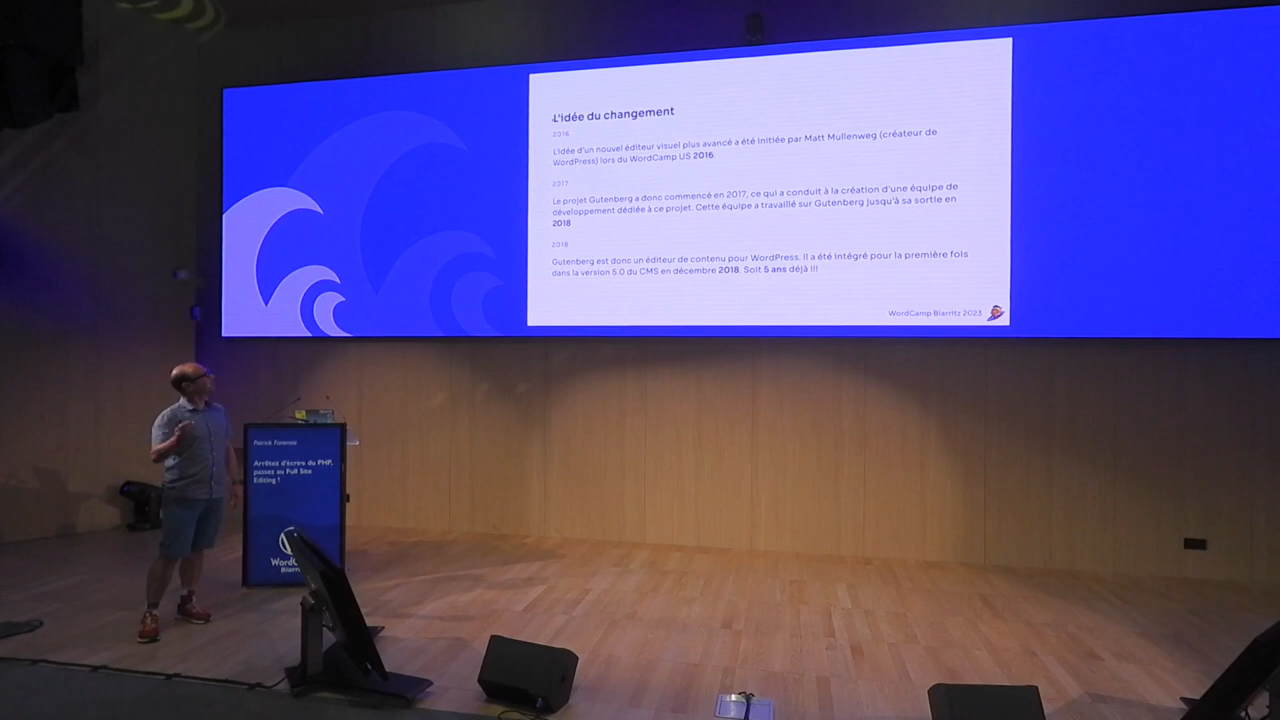 L'idée du changement
2016
L'idée d'un nouvel éditeur visuel plus avancé a été initiée par Matt Mullenweg (créateur de
WordPress) lors du WordCamp US 2016.
2017
Le projet Gutenberg a donc commencé en 2017, ce qui a conduit à la création d'une équipe de
développement dédiée à ce projet. Cette équipe a travaillé sur Gutenberg jusqu'à sa sortie en
2018
2018
Gutenberg est donc un éditeur de contenu pour WordPress. Il a été intégré pour la première fois
dans la version 5.0 du CMS en décembre 2018. Soit 5 ans déjà !!!
WordCamp Biarritz 2023
Patrick
Arrêtez d'écrire du PHP,
passez au Full Site
Editing !